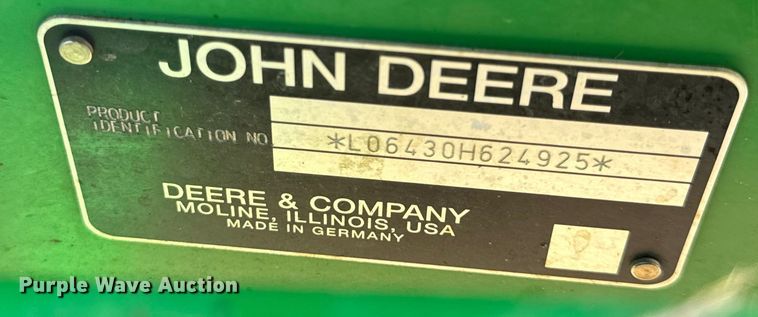 JOHN DEERE
PRODUCT
IDENTIFICATION NO
*L06430H624925*
DEERE & COMPANY
MOLINE, ILLINOIS, USA
MADE IN GERMANY
Purple Wave Auction